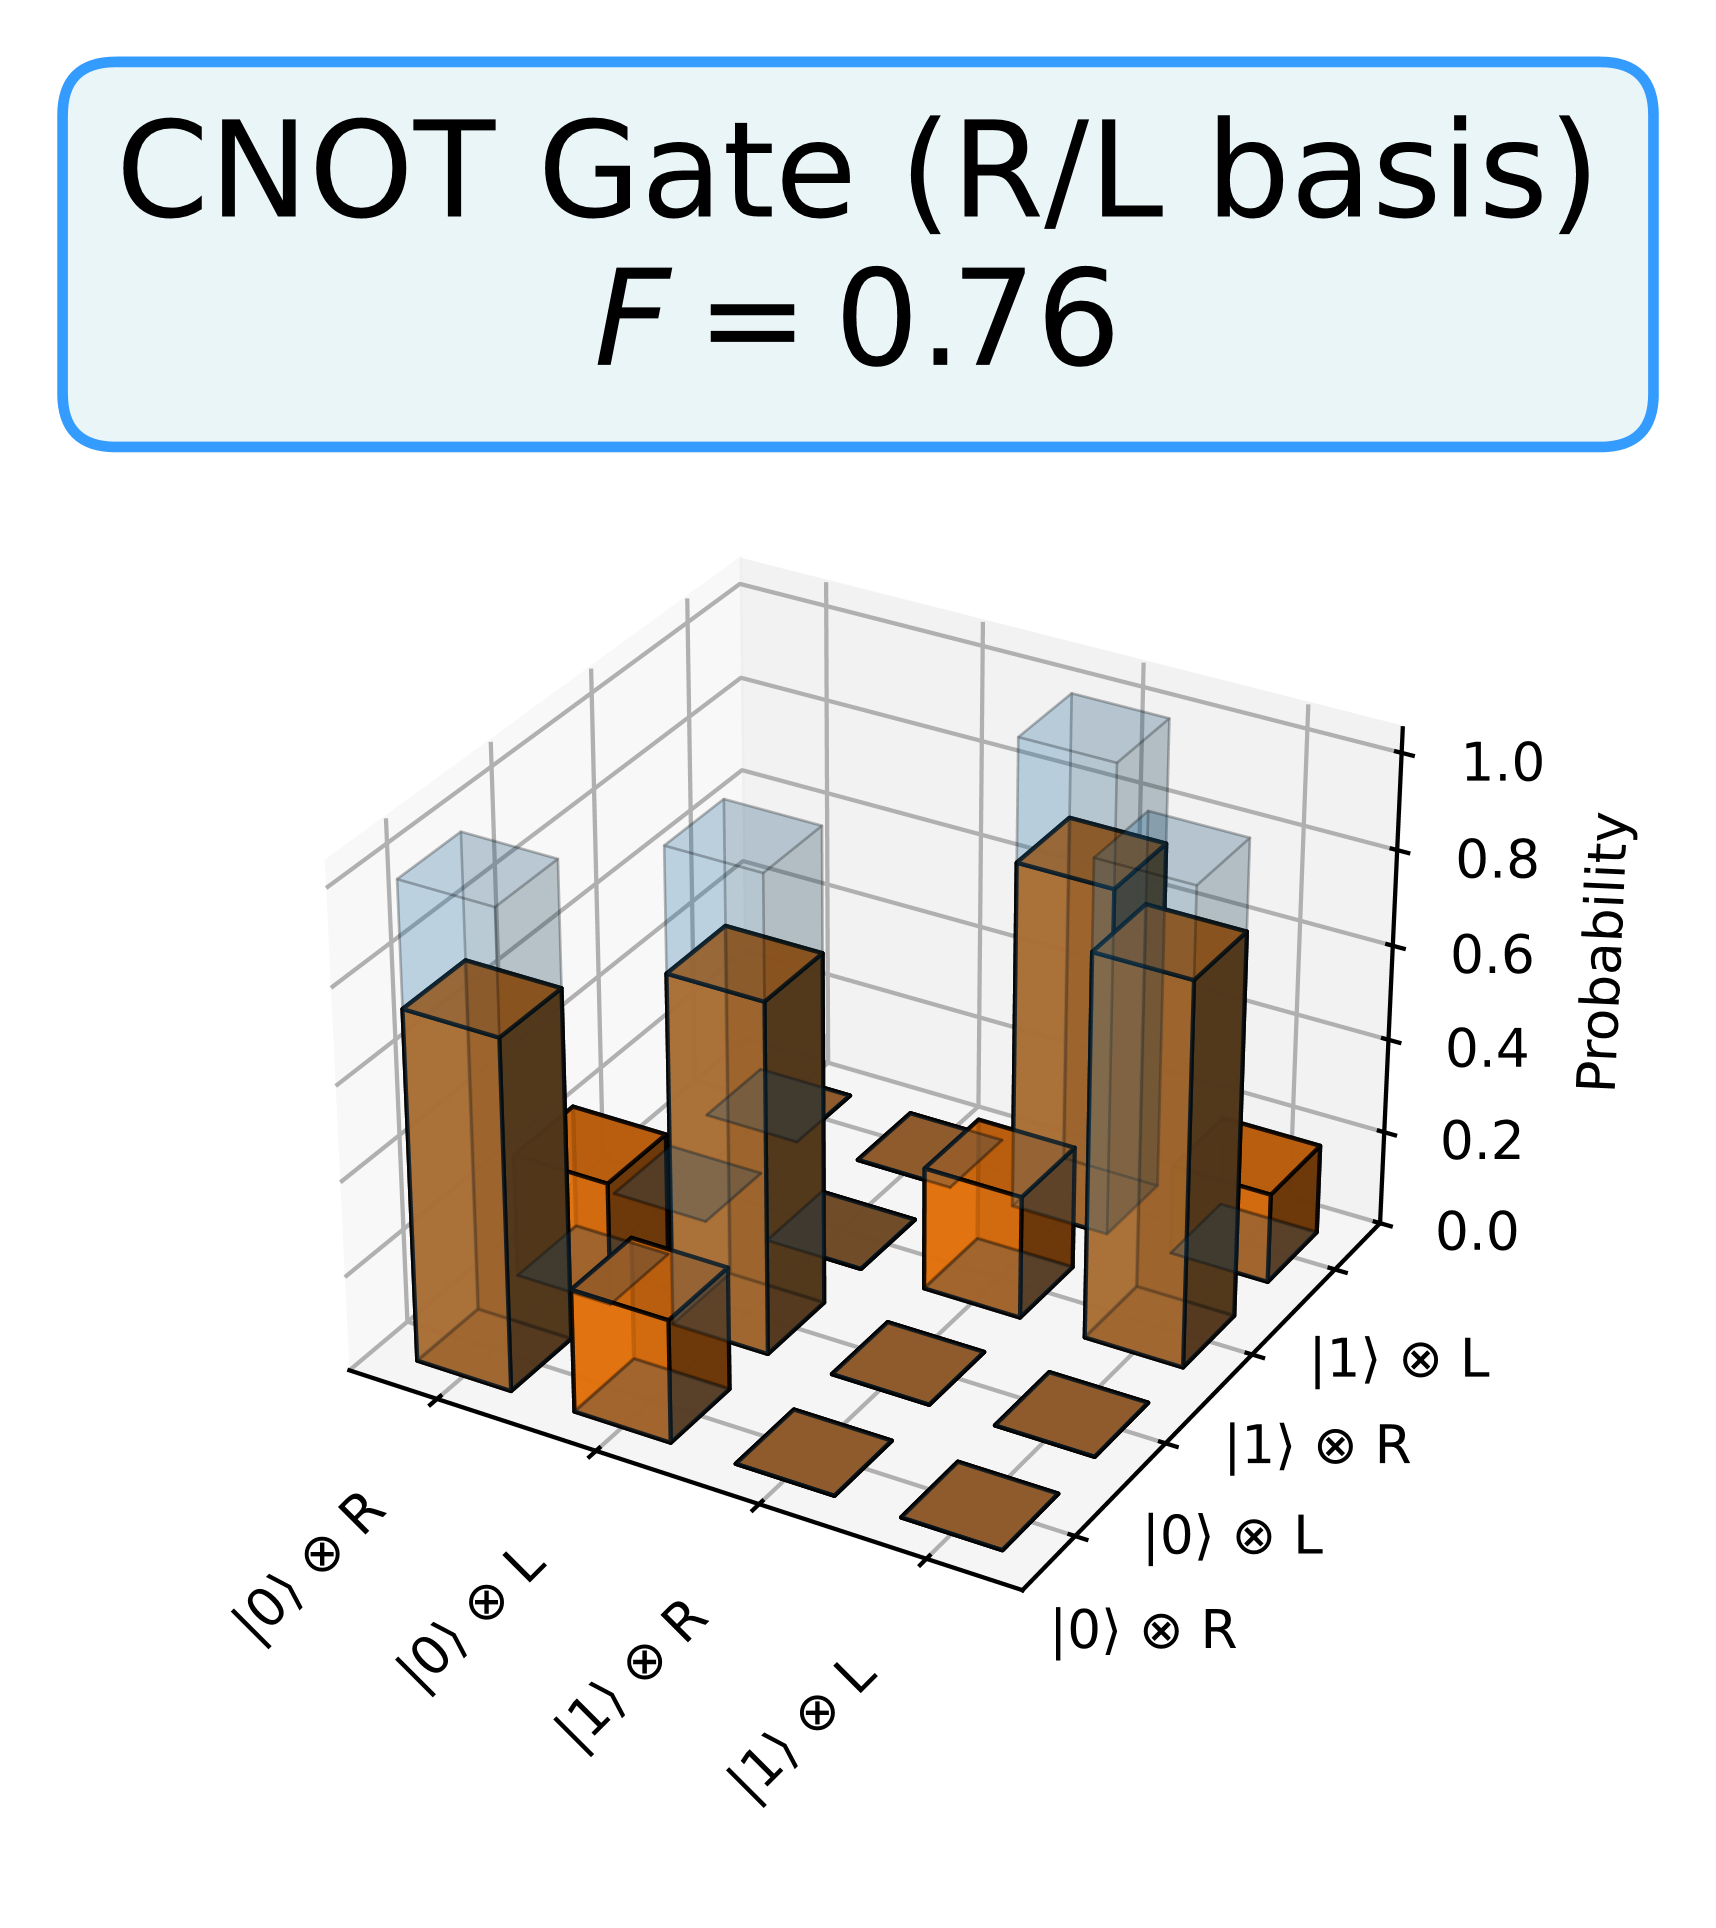 CNOT Gate (R/L basis)
F = 0.76
1.0
0.8
0.6
0.4
0.2
0.0
Probability
|1⟩ ⊗ L
|1⟩ ⊗ R
|0⟩ ⊗ L
|0⟩ ⊗ R
|0⟩ ⊕ R
|0⟩ ⊕ L
|1⟩ ⊕ R
|1⟩ ⊕ L